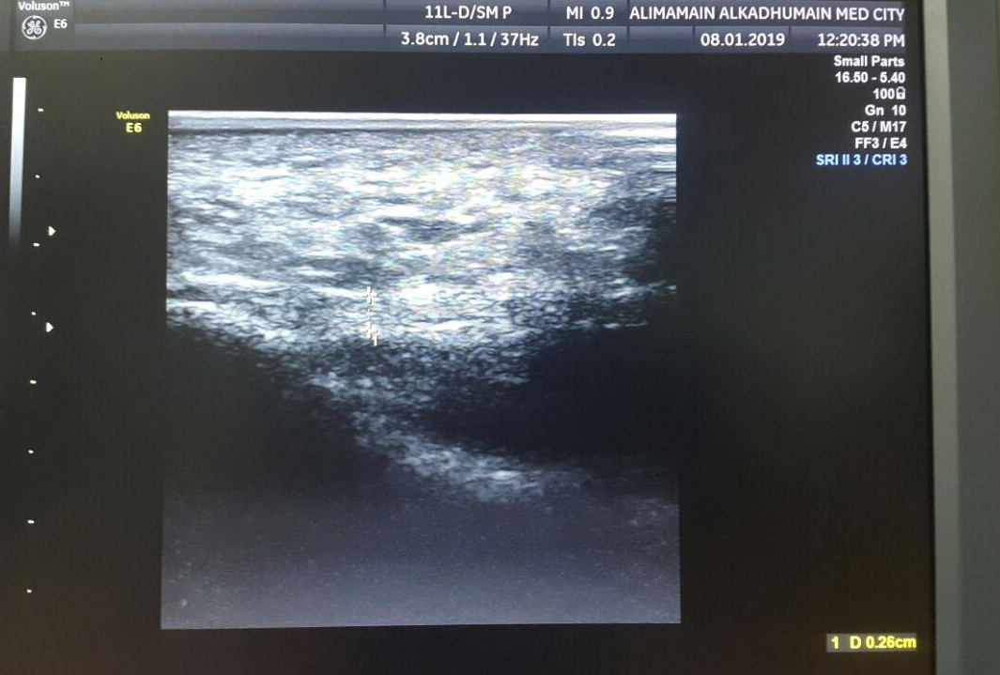 Voluson™
E6
11L-D/SM P
MI 0.9
ALIMAMAIN ALKADHUMAIN MED CITY
3.8cm / 1.1 / 37Hz
TIs 0.2
08.01.2019
12:20:38 PM
Small Parts
16.50 - 5.40
100
Gn 10
C5 / M17
FF3 / E4
SRI II 3 / CRI 3
Voluson
E6
1
1 D 0.26cm